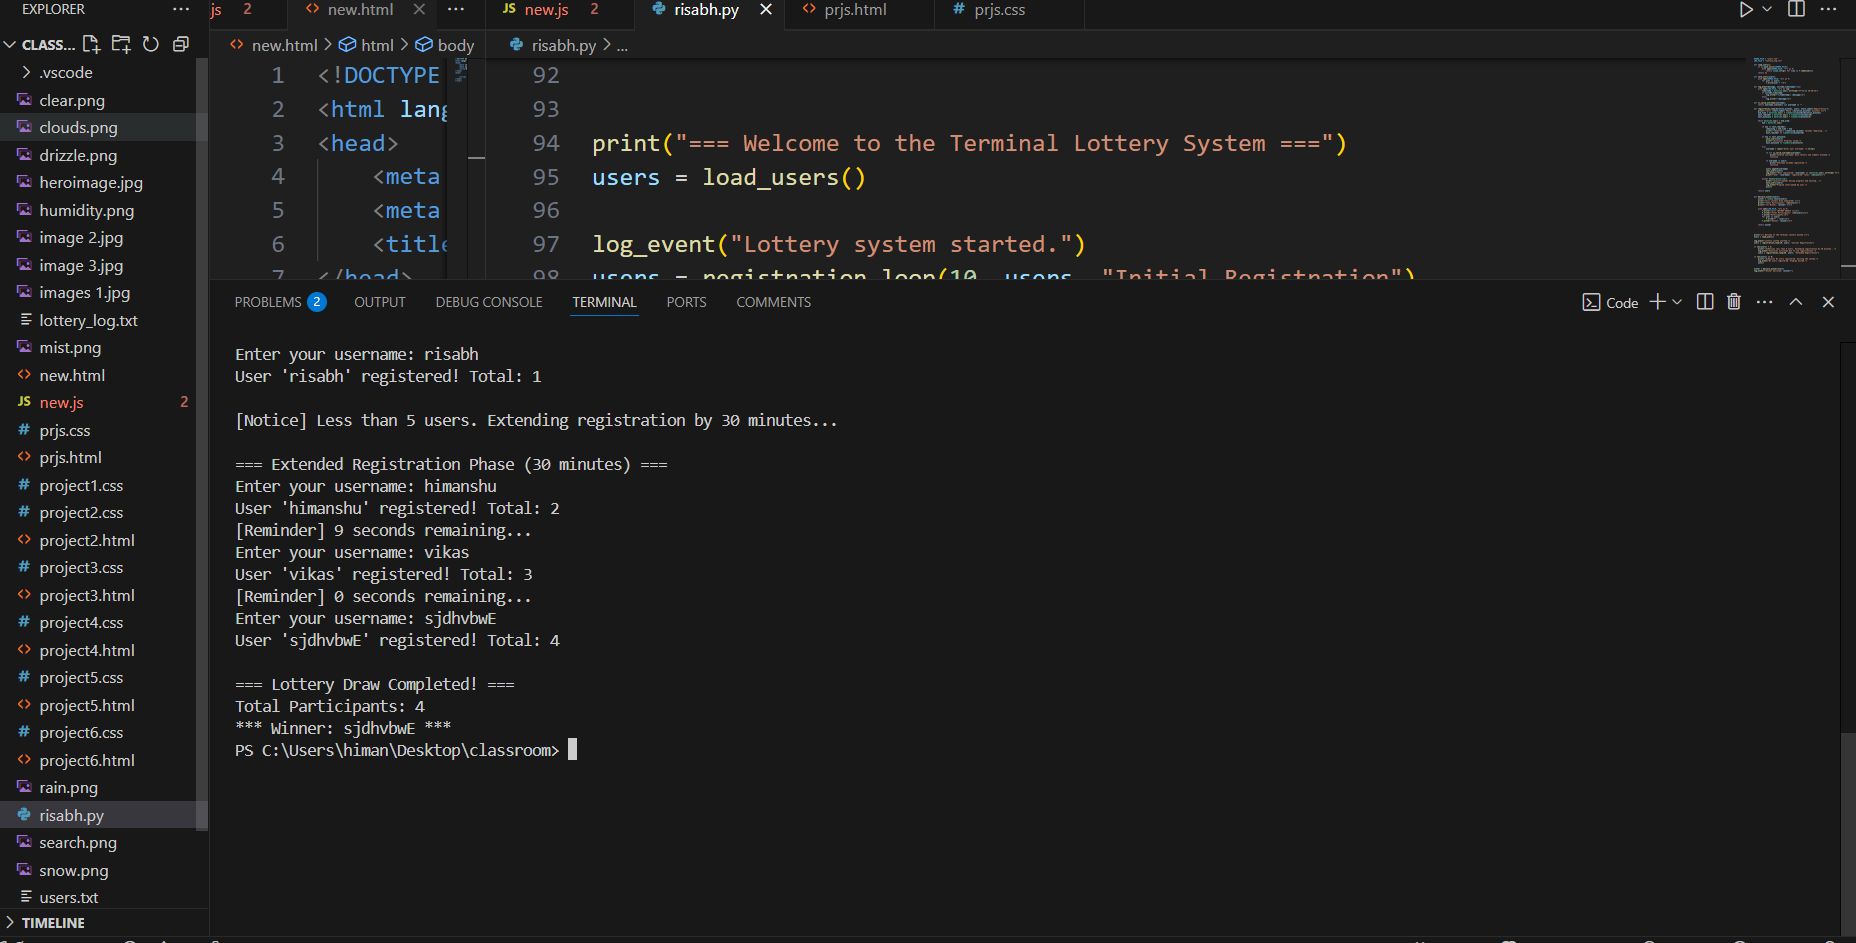 EXPLORER ...
CLASS...
.vscode
clear.png
clouds.png
drizzle.png
heroimage.jpg
humidity.png
image 2.jpg
image 3.jpg
images 1.jpg
lottery_log.txt
mist.png
new.html
JS new.js 2
# prjs.css
<> prjs.html
# project1.css
# project2.css
<> project2.html
# project3.css
<> project3.html
# project4.css
<> project4.html
# project5.css
<> project5.html
# project6.css
<> project6.html
rain.png
risabh.py
search.png
snow.png
users.txt
TIMELINE
js 2
<> new.html ...
<> new.html > html > body
1 <!DOCTYPE
2 <html lang
3 <head>
4 <meta
5 <meta
6 <title
7 </head>
JS new.js 2
risabh.py
<> prjs.html
# prjs.css
...
risabh.py > ...
92
93
94 print("=== Welcome to the Terminal Lottery System ===")
95 users = load_users()
96
97 log_event("Lottery system started.")
98 users = registration_loop(10, users, "Initial Registration")
PROBLEMS 2 OUTPUT DEBUG CONSOLE TERMINAL PORTS COMMENTS
Code
...
Enter your username: risabh
User 'risabh' registered! Total: 1
[Notice] Less than 5 users. Extending registration by 30 minutes...
=== Extended Registration Phase (30 minutes) ===
Enter your username: himanshu
User 'himanshu' registered! Total: 2
[Reminder] 9 seconds remaining...
Enter your username: vikas
User 'vikas' registered! Total: 3
[Reminder] 0 seconds remaining...
Enter your username: sjdhvbwE
User 'sjdhvbwE' registered! Total: 4
=== Lottery Draw Completed! ===
Total Participants: 4
*** Winner: sjdhvbwE ***
PS C:\Users\himan\Desktop\classroom>